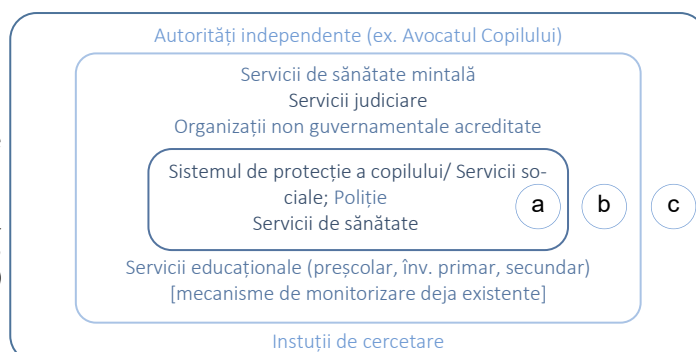 Autorități independente (ex. Avocatul Copilului)
Servicii de sănătate mintală
Servicii judiciare
Organizații non guvernamentale acreditate
Sistemul de protecție a copilului/ Servicii so-
ciale; Poliție
Servicii de sănătate
a b c
Servicii educaționale (preșcolar, înv. primar, secundar)
[mecanisme de monitorizare deja existente]
Instuții de cercetare